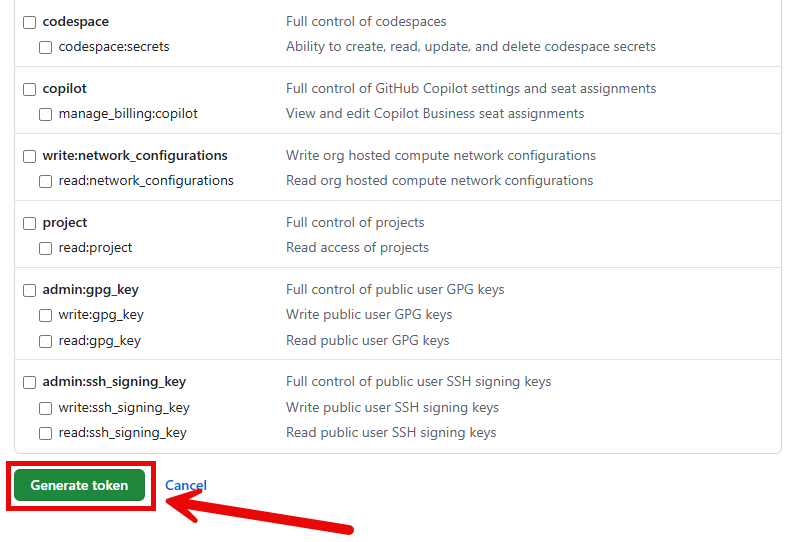 codespace Full control of codespaces
codespace:secrets Ability to create, read, update, and delete codespace secrets
copilot Full control of GitHub Copilot settings and seat assignments
manage_billing:copilot View and edit Copilot Business seat assignments
write:network_configurations Write org hosted compute network configurations
read:network_configurations Read org hosted compute network configurations
project Full control of projects
read:project Read access of projects
admin:gpg_key Full control of public user GPG keys
write:gpg_key Write public user GPG keys
read:gpg_key Read public user GPG keys
admin:ssh_signing_key Full control of public user SSH signing keys
write:ssh_signing_key Write public user SSH signing keys
read:ssh_signing_key Read public user SSH signing keys
Generate token Cancel